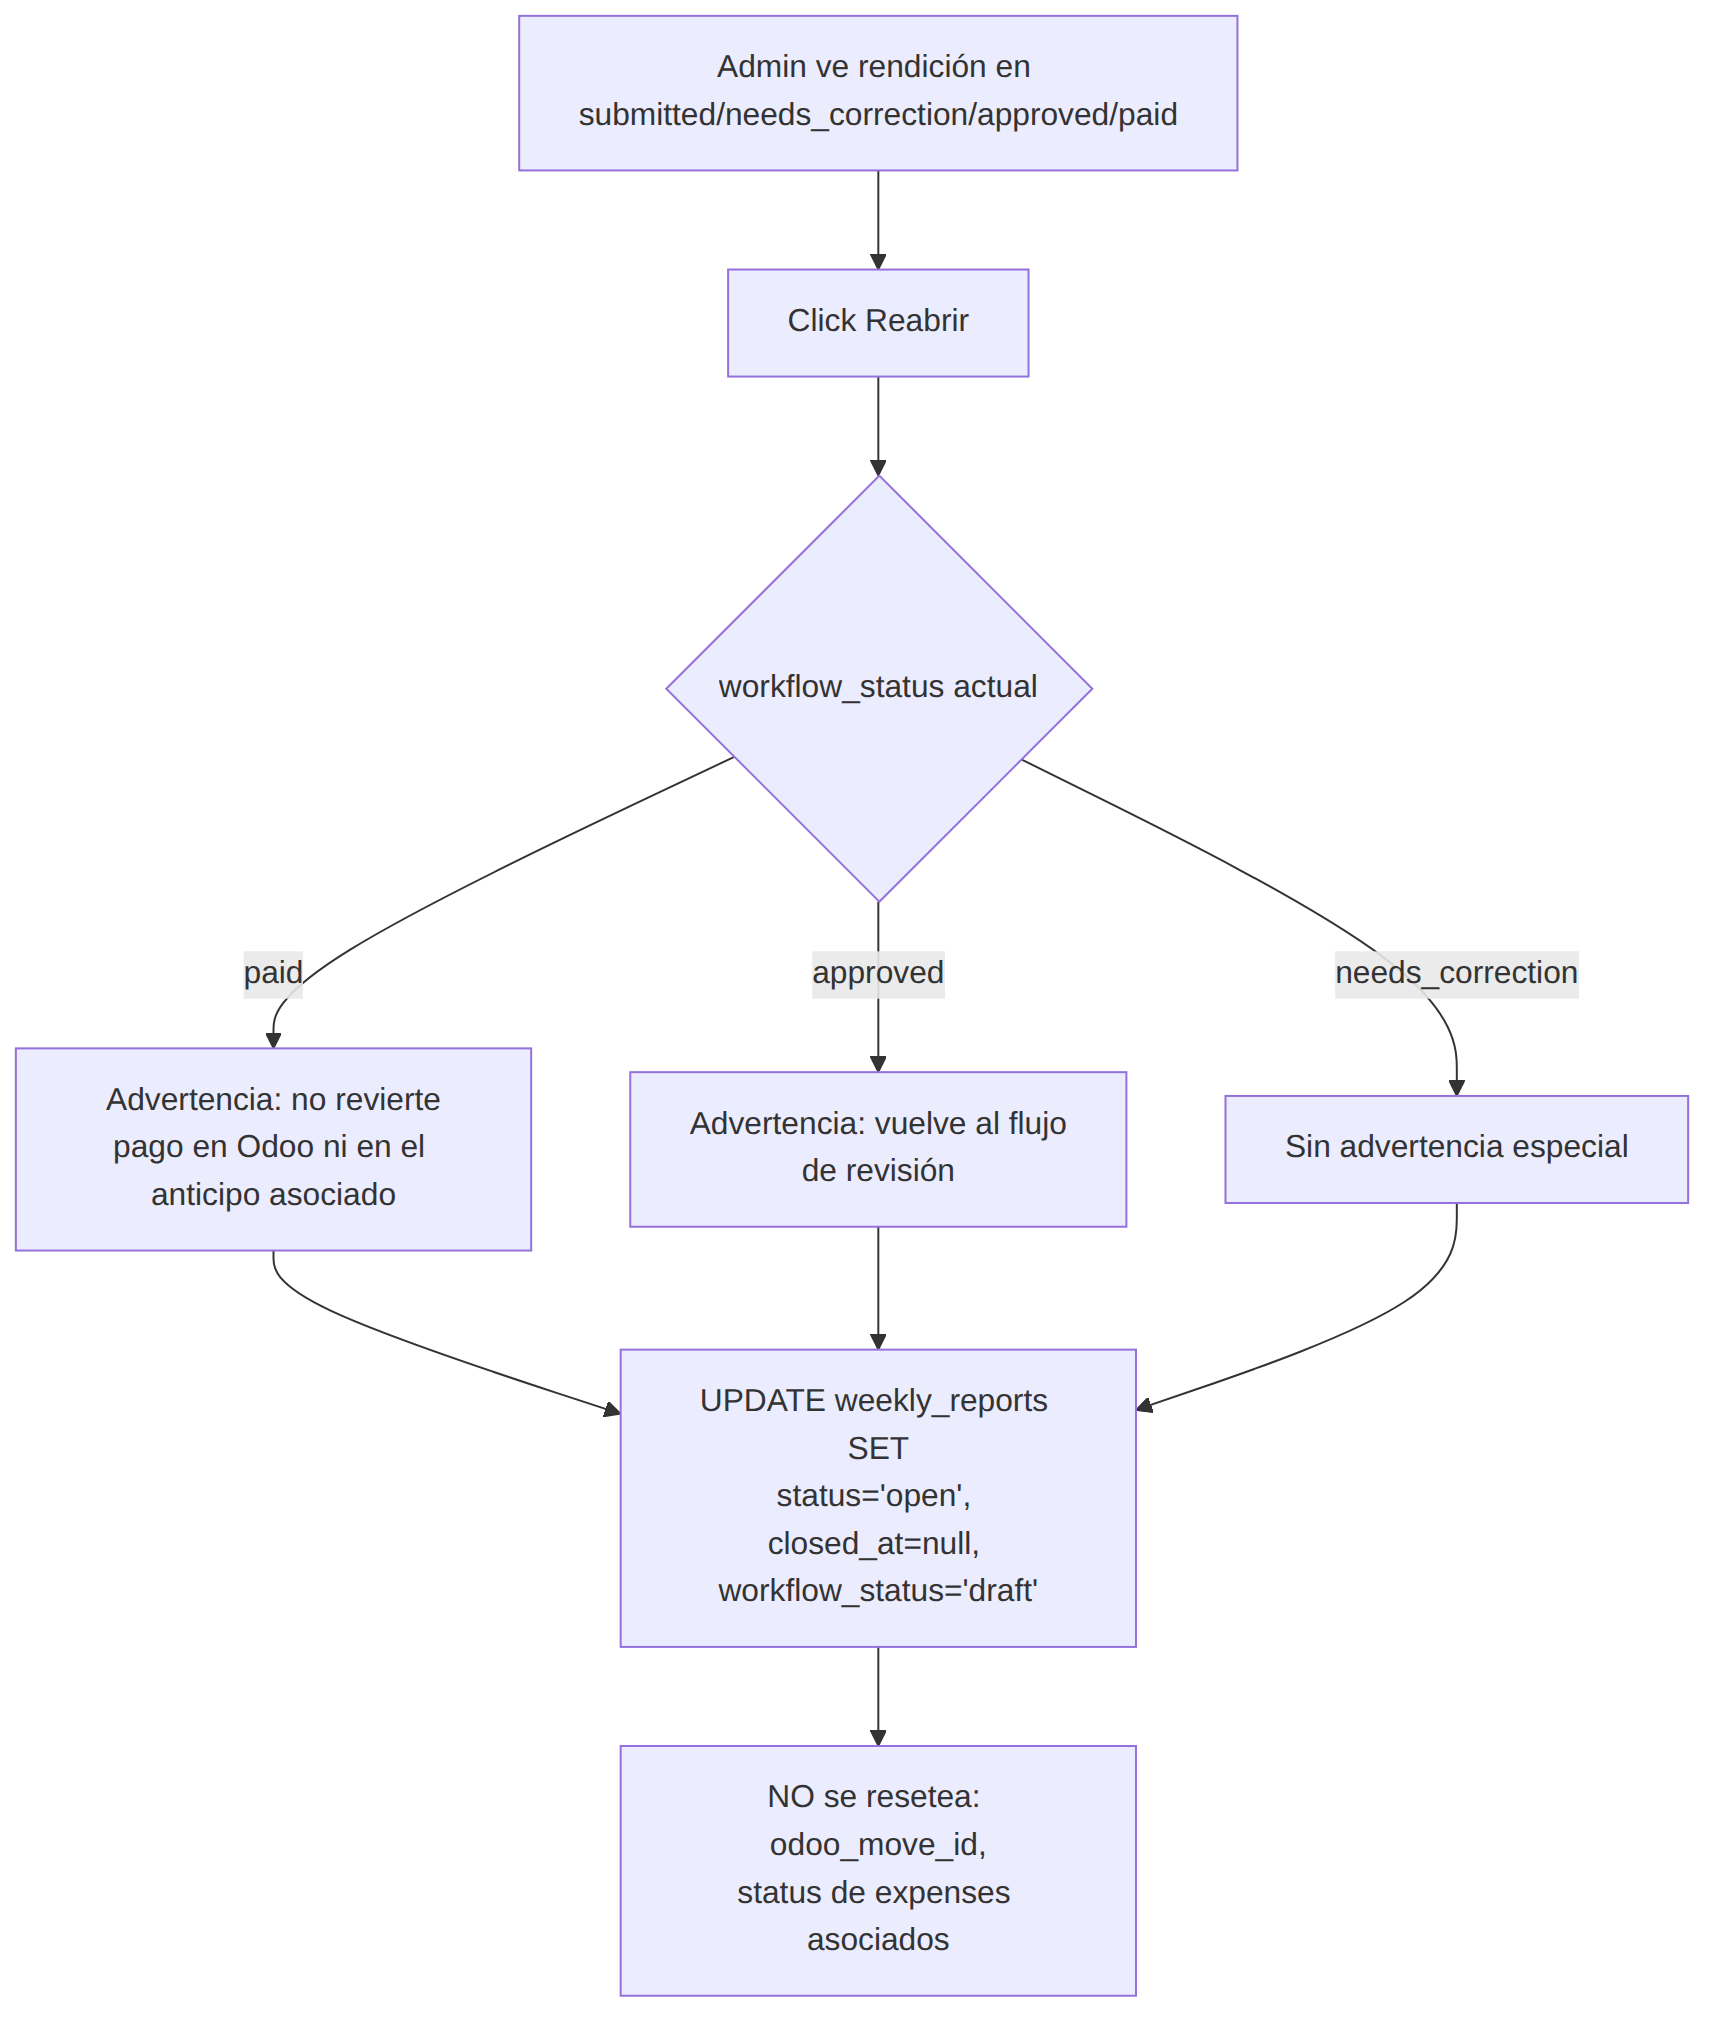 Admin ve rendición en
submitted/needs_correction/approved/paid
Click Reabrir
workflow_status actual
paid
approved
needs_correction
Advertencia: no revierte
pago en Odoo ni en el
anticipo asociado
Advertencia: vuelve al flujo
de revisión
Sin advertencia especial
UPDATE weekly_reports
SET
status='open',
closed_at=null,
workflow_status='draft'
NO se resetea:
odoo_move_id,
status de expenses
asociados